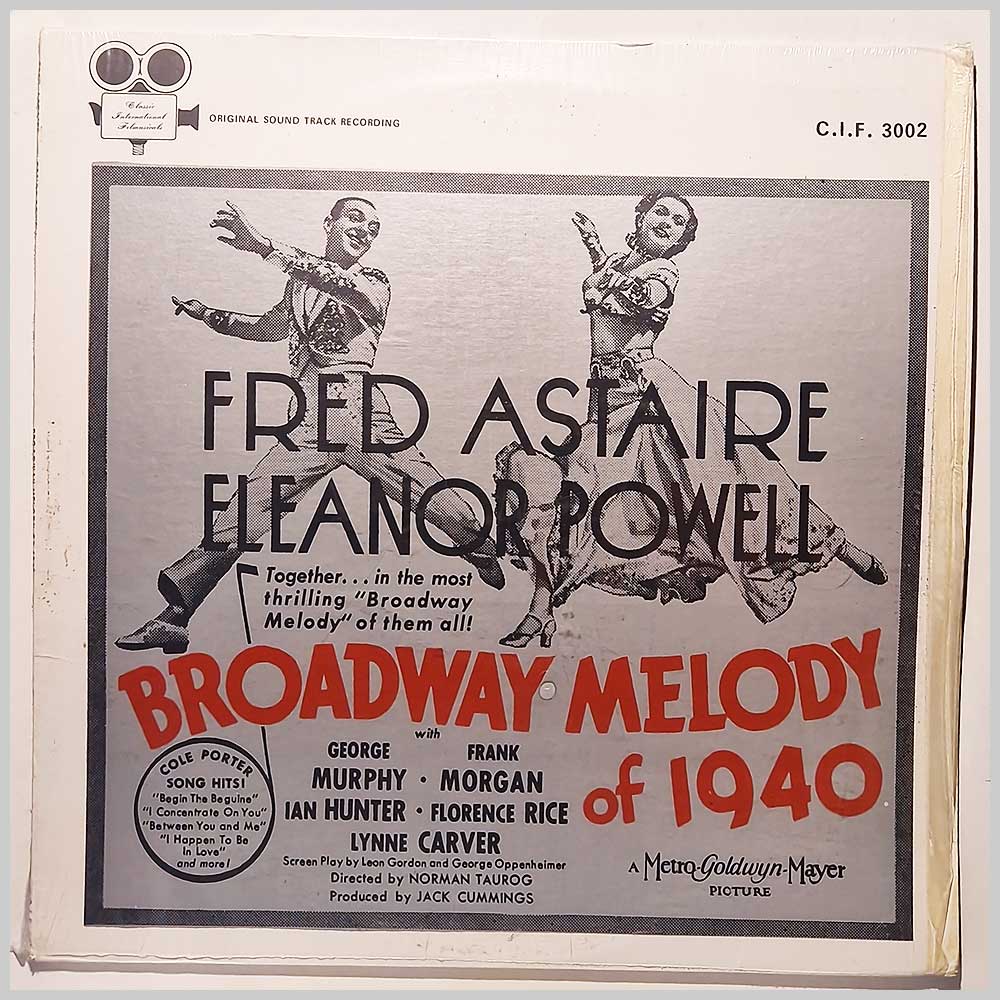 Classic
International
Filmusicals
ORIGINAL SOUND TRACK RECORDING
C.I.F. 3002
FRED ASTAIRE
ELEANOR POWELL
Together... in the most
thrilling "Broadway
Melody" of them all!
BROADWAY MELODY
of 1940
with
GEORGE MURPHY · FRANK MORGAN
IAN HUNTER · FLORENCE RICE
LYNNE CARVER
Screen Play by Leon Gordon and George Oppenheimer
Directed by NORMAN TAUROG
Produced by JACK CUMMINGS
COLE PORTER
SONG HITS!
"Begin The Beguine"
"I Concentrate On You"
"Between You and Me"
"I Happen To Be
In Love"
and more!
A Metro-Goldwyn-Mayer
PICTURE